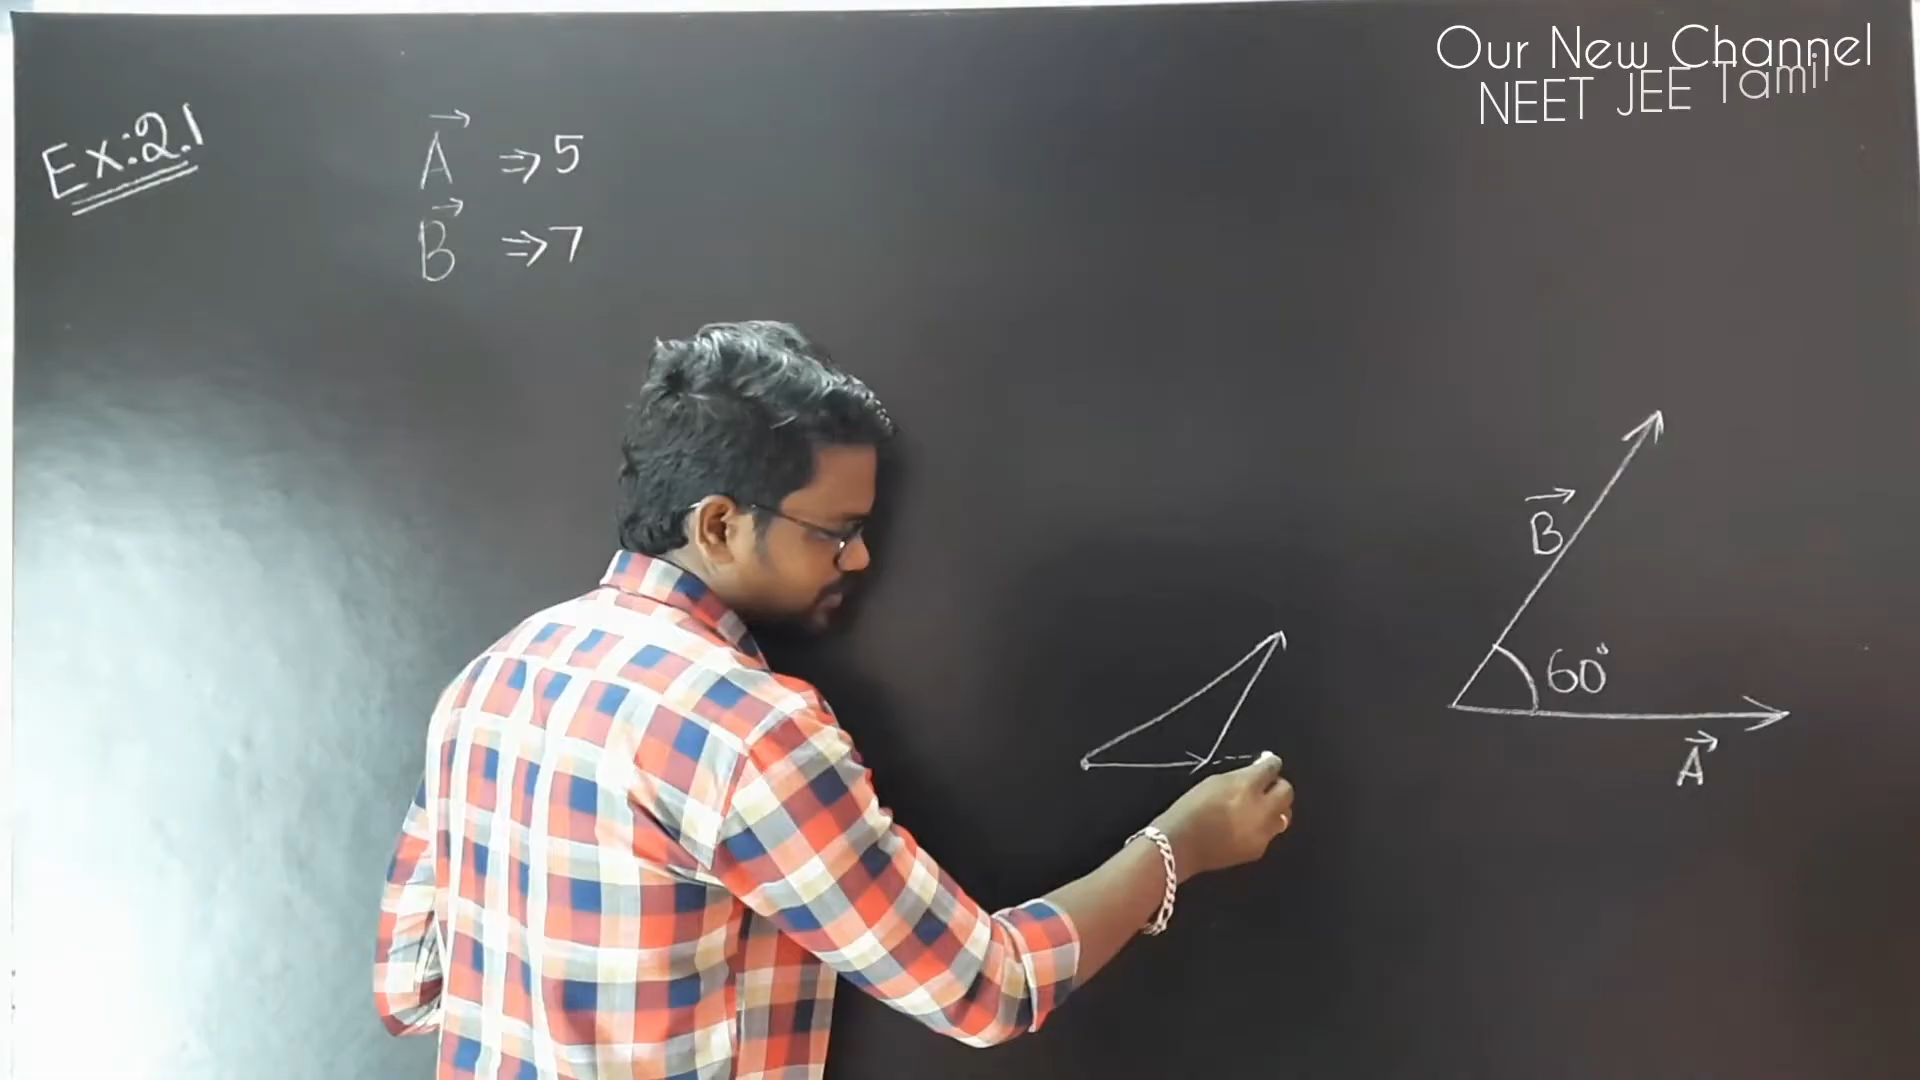 Our New Channel
NEET JEE Tamil
Ex:2.1
A⃗ ⇒ 5
B⃗ ⇒ 7
B⃗
60°
A⃗